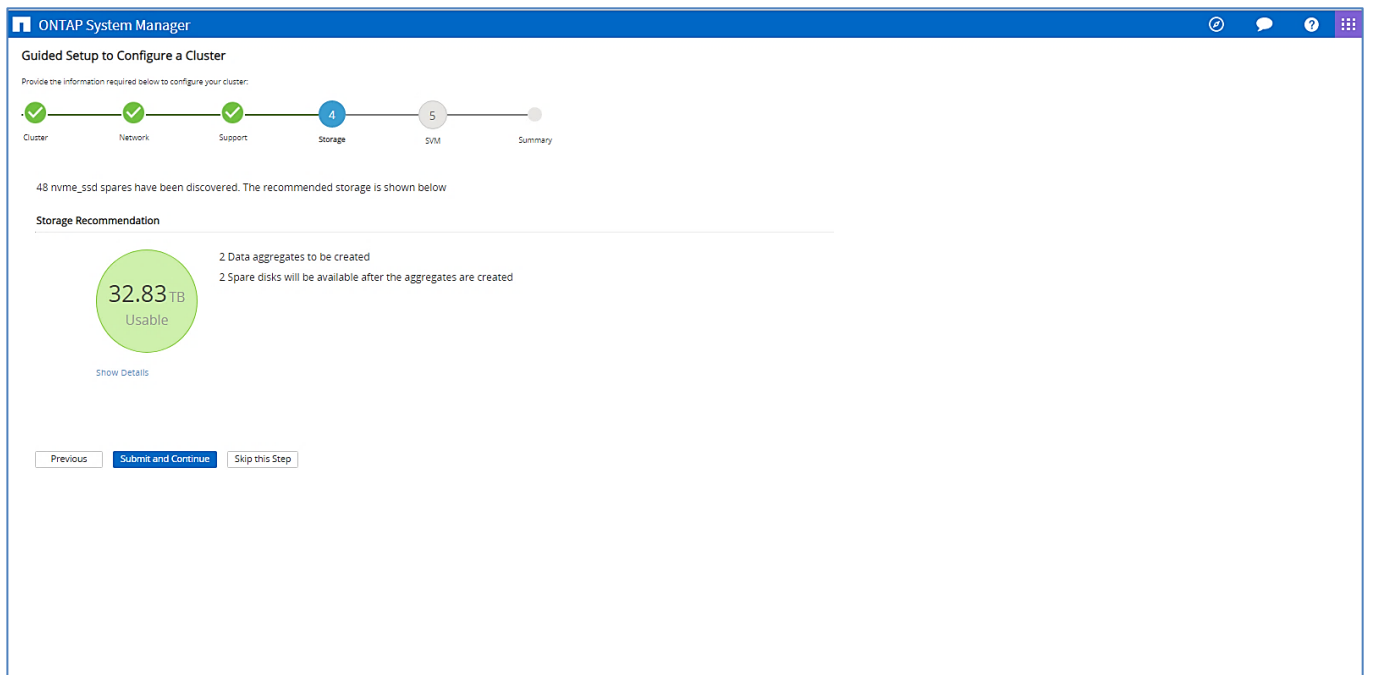 ONTAP System Manager
?
Guided Setup to Configure a Cluster
Provide the information required below to configure your cluster:
4
5
Cluster
Network
Support
Storage
SVM
Summary
48 nvme_ssd spares have been discovered. The recommended storage is shown below
Storage Recommendation
2 Data aggregates to be created
2 Spare disks will be available after the aggregates are created
32.83 TB
Usable
Show Details
Previous
Submit and Continue
Skip this Step